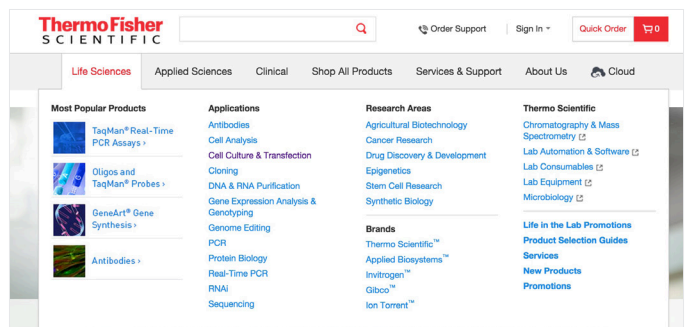 ThermoFisher
SCIENTIFIC
Order Support
Sign In
Quick Order
0
Life Sciences
Applied Sciences
Clinical
Shop All Products
Services & Support
About Us
Cloud
Most Popular Products
TaqMan® Real-Time
PCR Assays ›
Oligos and
TaqMan® Probes ›
GeneArt® Gene
Synthesis ›
Antibodies ›
Applications
Antibodies
Cell Analysis
Cell Culture & Transfection
Cloning
DNA & RNA Purification
Gene Expression Analysis &
Genotyping
Genome Editing
PCR
Protein Biology
Real-Time PCR
RNAi
Sequencing
Research Areas
Agricultural Biotechnology
Cancer Research
Drug Discovery & Development
Epigenetics
Stem Cell Research
Synthetic Biology
Brands
Thermo Scientific™
Applied Biosystems™
Invitrogen™
Gibco™
Ion Torrent™
Thermo Scientific
Chromatography & Mass
Spectrometry
Lab Automation & Software
Lab Consumables
Lab Equipment
Microbiology
Life in the Lab Promotions
Product Selection Guides
Services
New Products
Promotions